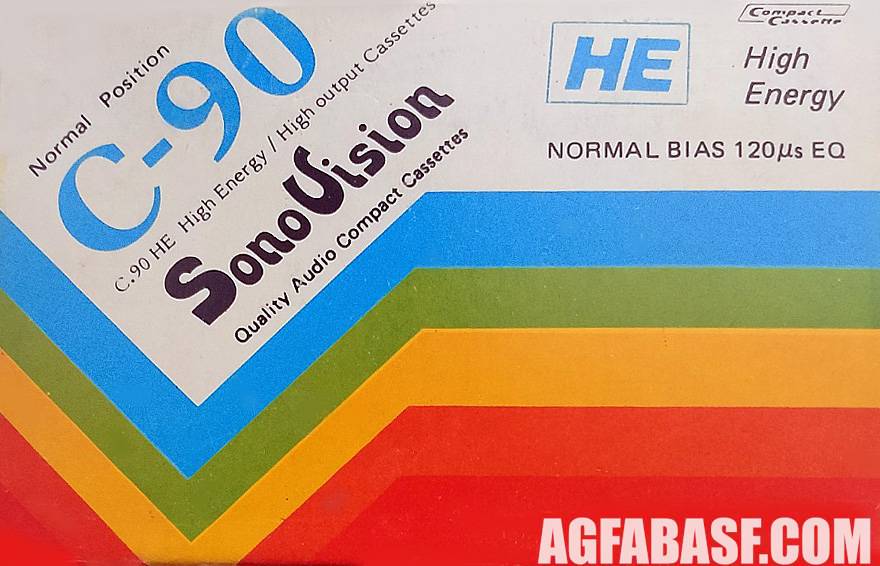 Normal Position
C-90
C.90 HE High Energy / High output Cassettes
SonoVision
Quality Audio Compact Cassettes
Compact
Cassette
HE
High
Energy
NORMAL BIAS 120µs EQ
AGFABASF.COM